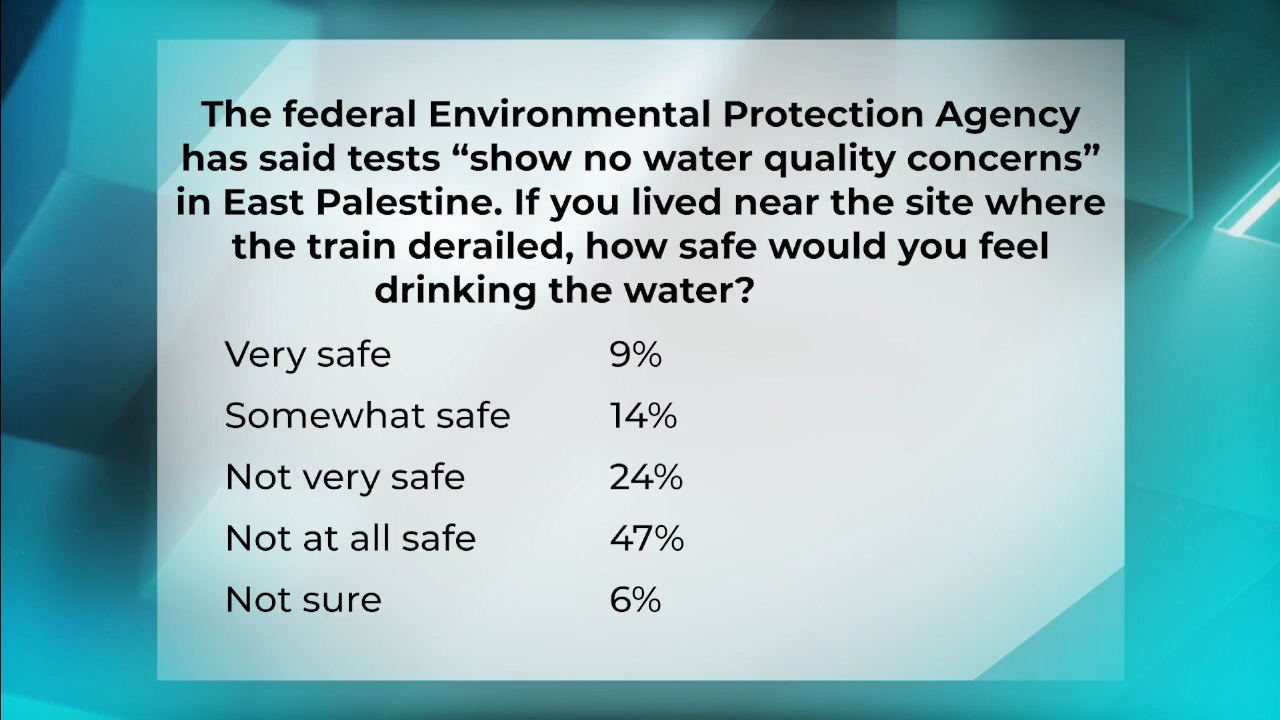 The federal Environmental Protection Agency
has said tests “show no water quality concerns”
in East Palestine. If you lived near the site where
the train derailed, how safe would you feel
drinking the water?
Very safe 9%
Somewhat safe 14%
Not very safe 24%
Not at all safe 47%
Not sure 6%